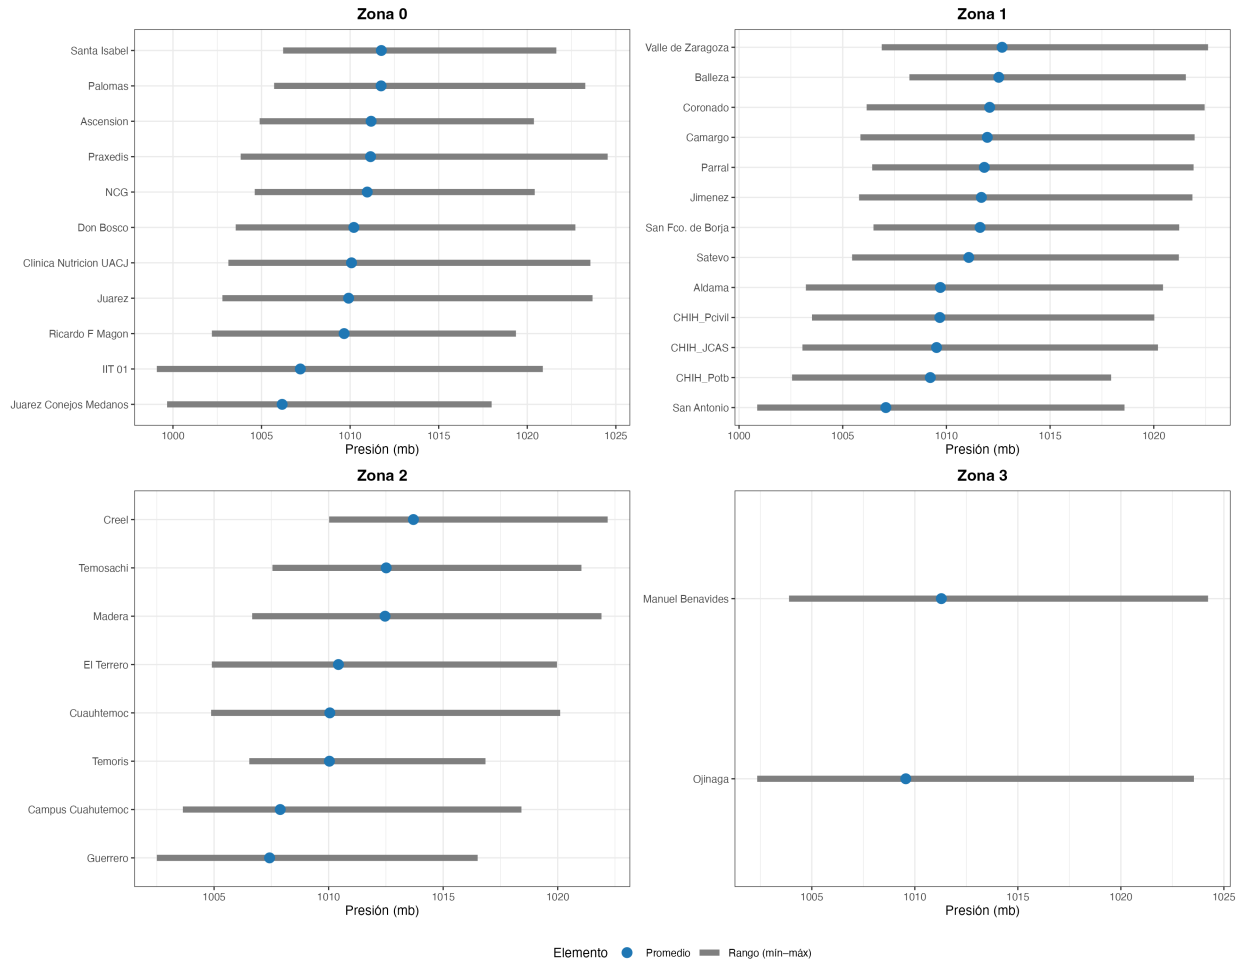 Zona 0
Santa Isabel
Palomas
Ascension
Praxedis
NCG
Don Bosco
Clinica Nutricion UACJ
Juarez
Ricardo F Magon
IIT 01
Juarez Conejos Medanos
1000 1005 1010 1015 1020 1025
Presión (mb)
Zona 1
Valle de Zaragoza
Balleza
Coronado
Camargo
Parral
Jimenez
San Fco. de Borja
Satevo
Aldama
CHIH_Pcivil
CHIH_JCAS
CHIH_Potb
San Antonio
1000 1005 1010 1015 1020
Presión (mb)
Zona 2
Creel
Temosachi
Madera
El Terrero
Cuauhtemoc
Temoris
Campus Cuahutemoc
Guerrero
1005 1010 1015 1020
Presión (mb)
Zona 3
Manuel Benavides
Ojinaga
1005 1010 1015 1020 1025
Presión (mb)
Elemento Promedio Rango (mín–máx)